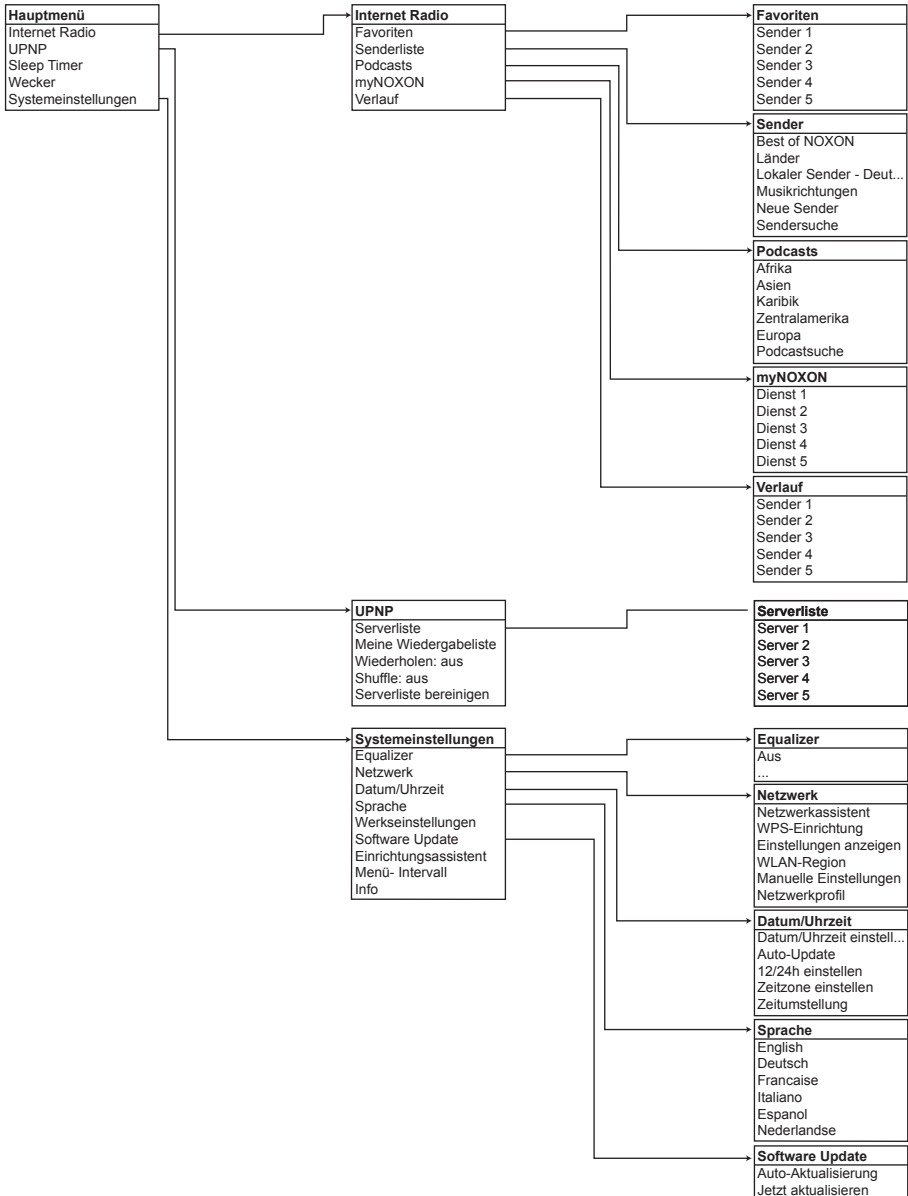 Hauptmenü
Internet Radio
UPNP
Sleep Timer
Wecker
Systemeinstellungen
Internet Radio
Favoriten
Senderliste
Podcasts
myNOXON
Verlauf
Favoriten
Sender 1
Sender 2
Sender 3
Sender 4
Sender 5
Sender
Best of NOXON
Länder
Lokaler Sender - Deut...
Musikrichtungen
Neue Sender
Sendersuche
Podcasts
Afrika
Asien
Karibik
Zentralamerika
Europa
Podcastsuche
myNOXON
Dienst 1
Dienst 2
Dienst 3
Dienst 4
Dienst 5
Verlauf
Sender 1
Sender 2
Sender 3
Sender 4
Sender 5
UPNP
Serverliste
Meine Wiedergabeliste
Wiederholen: aus
Shuffle: aus
Serverliste bereinigen
Serverliste
Server 1
Server 2
Server 3
Server 4
Server 5
Systemeinstellungen
Equalizer
Netzwerk
Datum/Uhrzeit
Sprache
Werkseinstellungen
Software Update
Einrichtungsassistent
Menü- Intervall
Info
Equalizer
Aus
...
Netzwerk
Netzwerkassistent
WPS-Einrichtung
Einstellungen anzeigen
WLAN-Region
Manuelle Einstellungen
Netzwerkprofil
Datum/Uhrzeit
Datum/Uhrzeit einstell...
Auto-Update
12/24h einstellen
Zeitzone einstellen
Zeitumstellung
Sprache
English
Deutsch
Francaise
Italiano
Espanol
Nederlandse
Software Update
Auto-Aktualisierung
Jetzt aktualisieren